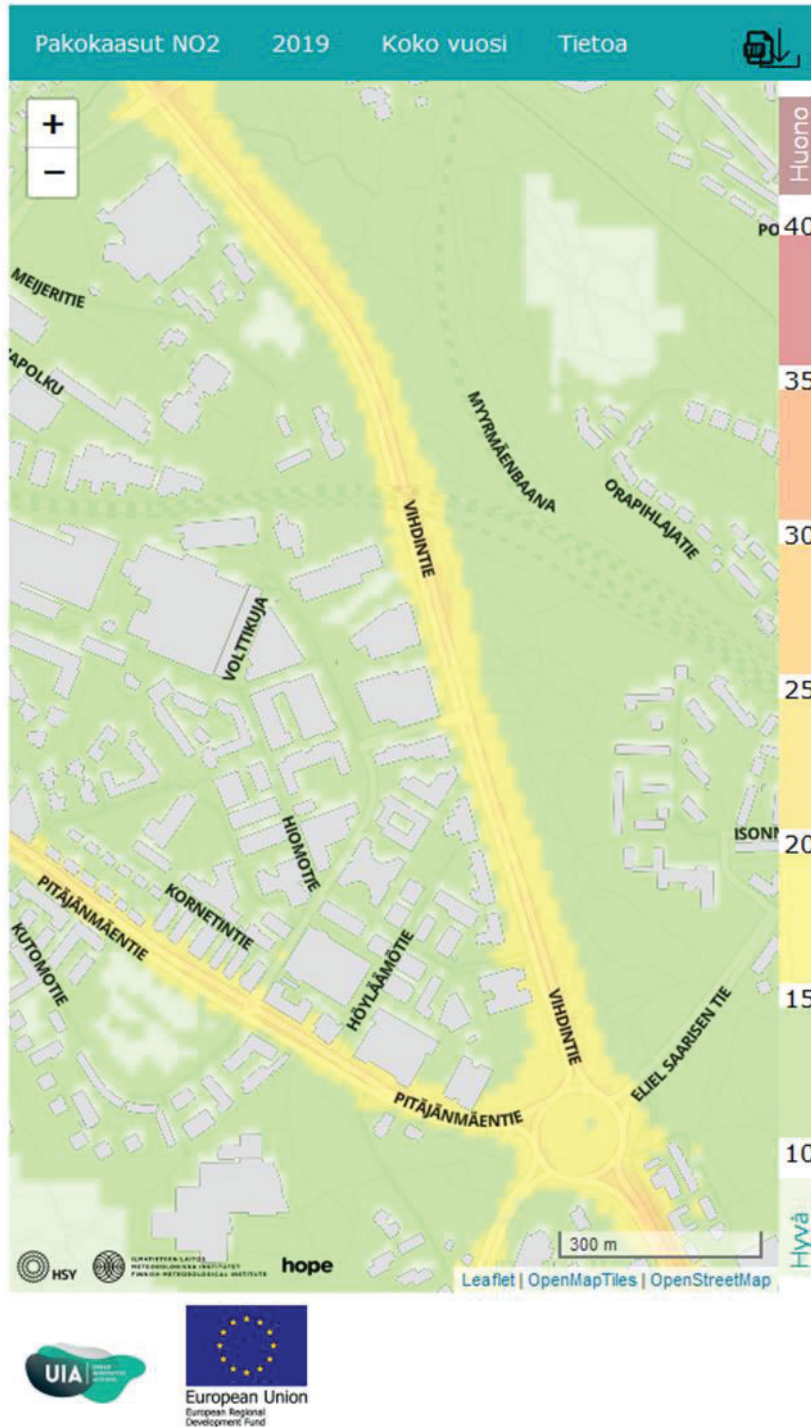 Pakokaasut NO2 2019 Koko vuosi Tietoa
+
−
Huono
40
35
30
25
20
15
10
Hyvä
MEIJERITIE
APOLKU
PO
MYYRMÄENBAANA
ORAPIHLAJATIE
VIHDINTIE
VOLTTIKUJA
HIOMOTIE
ISONN
PITÄJÄNMÄENTIE
KORNETINTIE
KUTOMOTIE
HÖYLÄÄMÖTIE
VIHDINTIE
ELIEL SAARISEN TIE
PITÄJÄNMÄENTIE
300 m
HSY
ILMATIETEEN LAITOS
METEOROLOGISKA INSTITUTET
FINNISH METEOROLOGICAL INSTITUTE
hope
Leaflet | OpenMapTiles | OpenStreetMap
UIA
European Union
European Regional
Development Fund